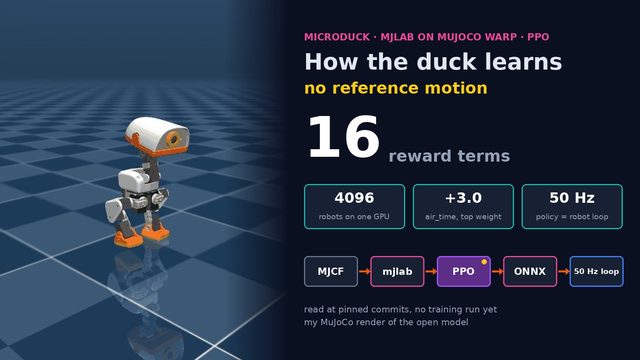 MICRODUCK · MJLAB ON MUJOCO WARP · PPO
How the duck learns
no reference motion
16 reward terms
4096
robots on one GPU
+3.0
air_time, top weight
50 Hz
policy = robot loop
MJCF
mjlab
PPO
ONNX
50 Hz loop
read at pinned commits, no training run yet
my MuJoCo render of the open model